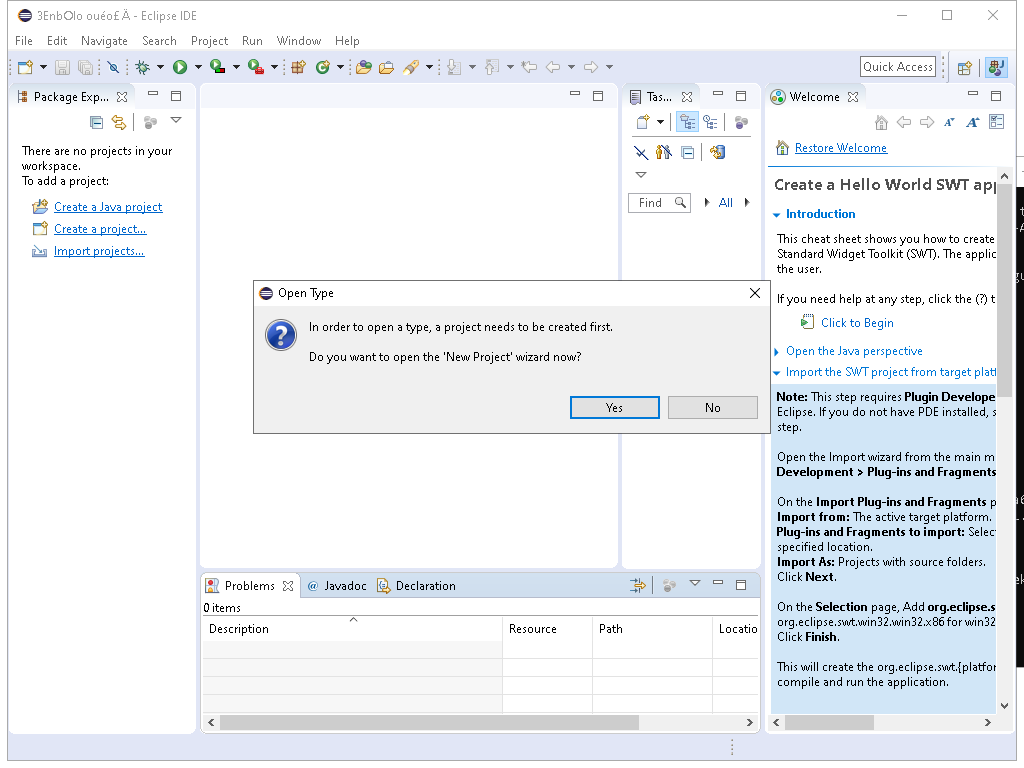 3EnbOlo ouéo£Ä - Eclipse IDE
File Edit Navigate Search Project Run Window Help
Quick Access
Package Exp...
There are no projects in your
workspace.
To add a project:
Create a Java project
Create a project...
Import projects...
Tas...
Find
All
Welcome
Restore Welcome
Create a Hello World SWT app
Introduction
This cheat sheet shows you how to create
Standard Widget Toolkit (SWT). The applic
the user.
If you need help at any step, click the (?) t
Click to Begin
Open the Java perspective
Import the SWT project from target platf
Note: This step requires Plugin Develope
Eclipse. If you do not have PDE installed, s
step.
Open the Import wizard from the main m
Development > Plug-ins and Fragments
On the Import Plug-ins and Fragments p
Import from: The active target platform.
Plug-ins and Fragments to import: Selec
specified location.
Import As: Projects with source folders.
Click Next.
On the Selection page, Add org.eclipse.s
org.eclipse.swt.win32.win32.x86 for win32
Click Finish.
This will create the org.eclipse.swt.{platfor
compile and run the application.
Open Type
In order to open a type, a project needs to be created first.
Do you want to open the 'New Project' wizard now?
Yes No
Problems @ Javadoc Declaration
0 items
Description Resource Path Locatio